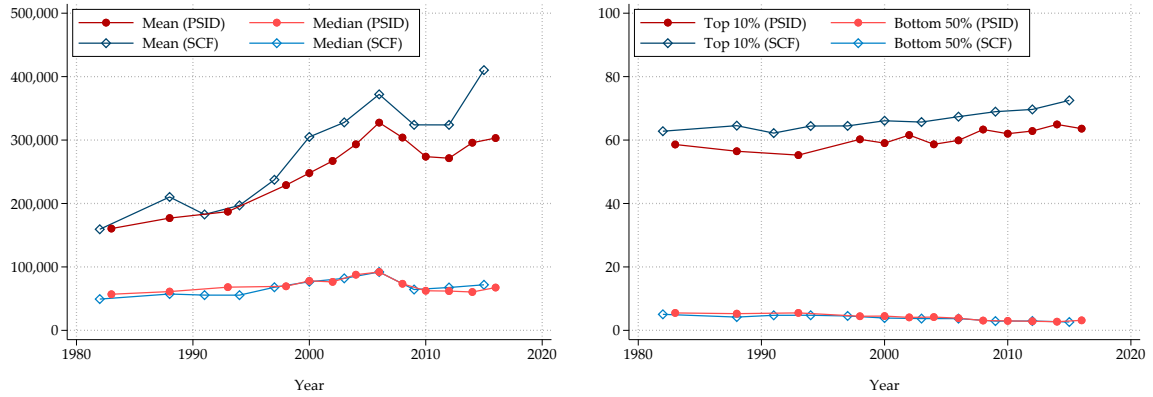 500,000
400,000
300,000
200,000
100,000
0
1980
1990
2000
2010
2020
Year
Mean (PSID)
Median (PSID)
Mean (SCF)
Median (SCF)
100
80
60
40
20
0
1980
1990
2000
2010
2020
Year
Top 10% (PSID)
Bottom 50% (PSID)
Top 10% (SCF)
Bottom 50% (SCF)